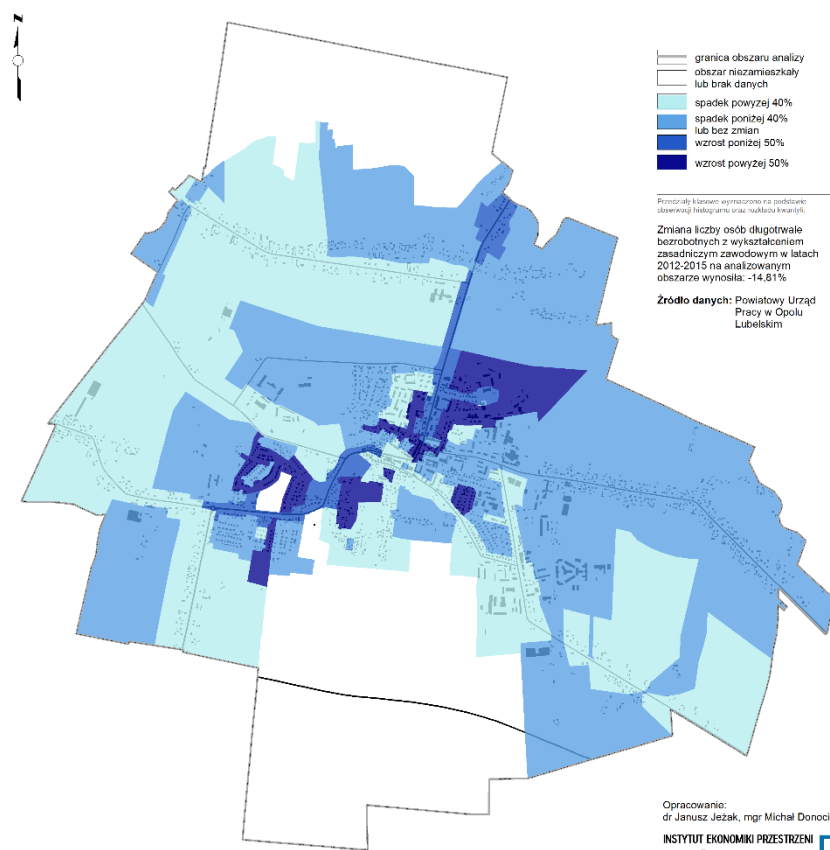 N
granica obszaru analizy
obszar niezamieszkały
lub brak danych
spadek powyzej 40%
spadek poniżej 40%
lub bez zmian
wzrost poniżej 50%
wzrost powyżej 50%
Przedziały klasowe wyznaczono na podstawie
obserwacji histogramu oraz rozkładu kwantyli.
Zmiana liczby osób długotrwale
bezrobotnych z wykształceniem
zasadniczym zawodowym w latach
2012-2015 na analizowanym
obszarze wynosiła: -14,81%
Źródło danych: Powiatowy Urząd
Pracy w Opolu
Lubelskim
Opracowanie:
dr Janusz Jeżak, mgr Michał Donoci
INSTYTUT EKONOMIKI PRZESTRZENI